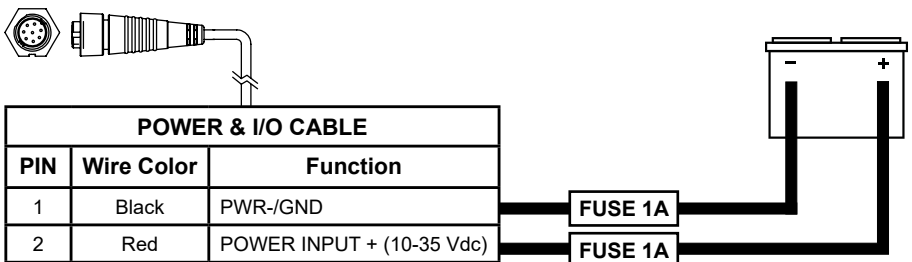 - +
POWER & I/O CABLE
PIN Wire Color Function
1 Black PWR-/GND FUSE 1A
2 Red POWER INPUT + (10-35 Vdc) FUSE 1A